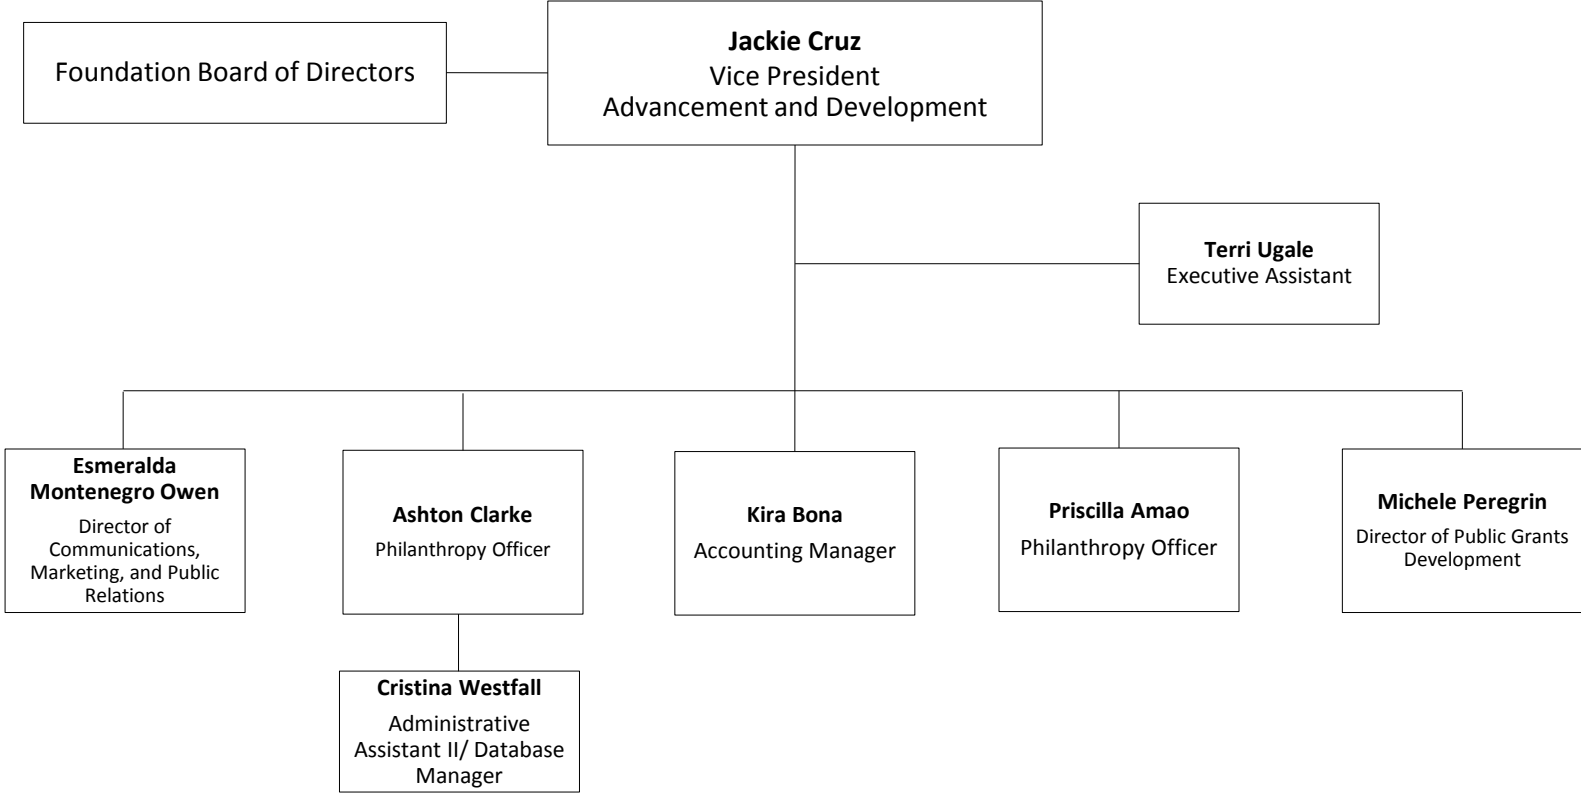 Foundation Board of Directors
Jackie Cruz
Vice President
Advancement and Development
Terri Ugale
Executive Assistant
Esmeralda
Montenegro Owen
Director of
Communications,
Marketing, and Public
Relations
Ashton Clarke
Philanthropy Officer
Kira Bona
Accounting Manager
Priscilla Amao
Philanthropy Officer
Michele Peregrin
Director of Public Grants
Development
Cristina Westfall
Administrative
Assistant II/ Database
Manager